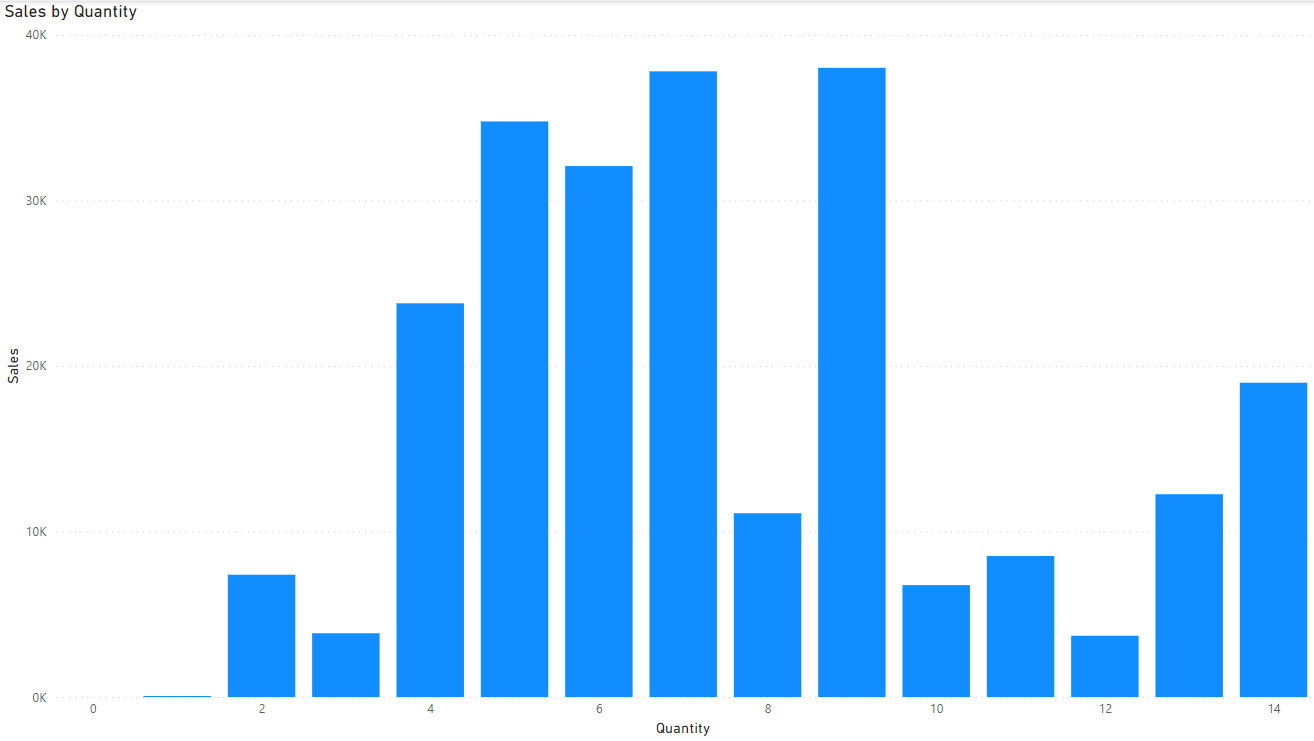 Sales by Quantity
40K
30K
20K
10K
0K
Sales
0 2 4 6 8 10 12 14
Quantity